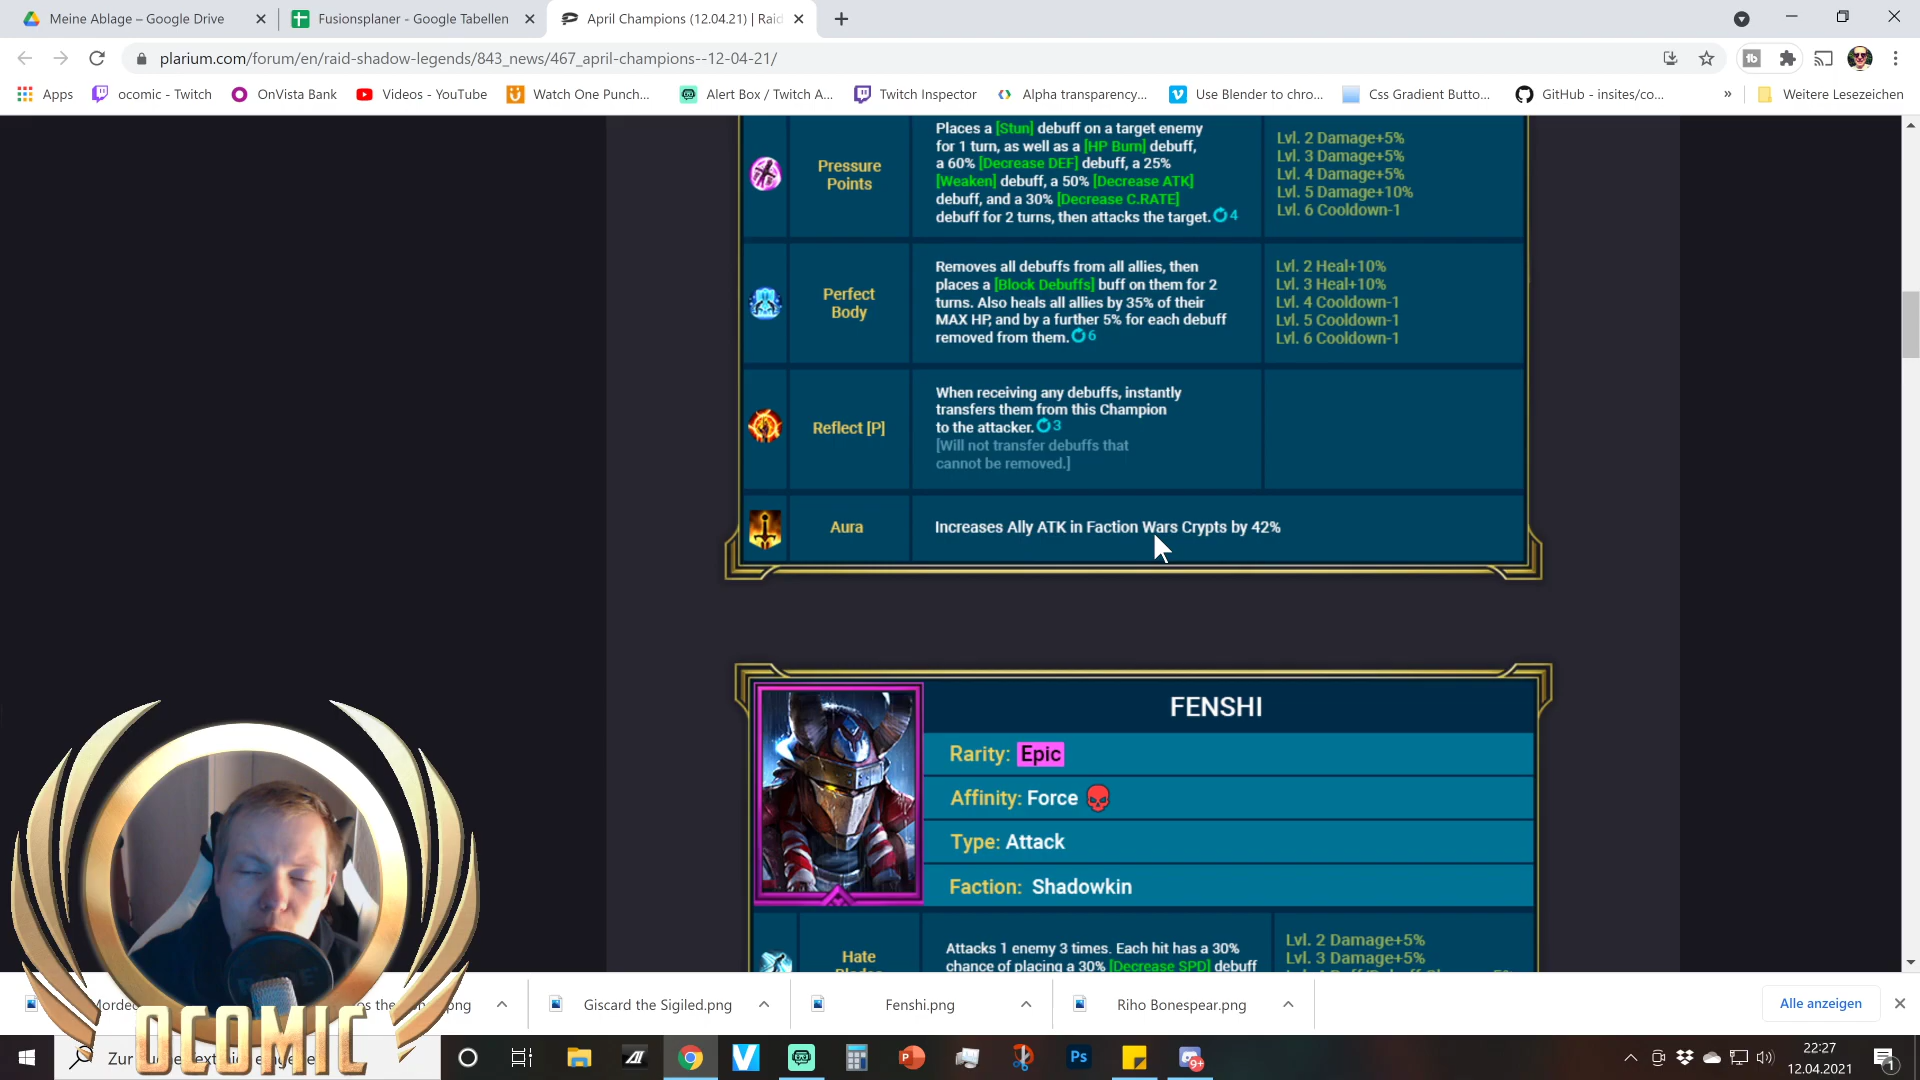 Meine Ablage – Google Drive
Fusionsplaner - Google Tabellen
April Champions (12.04.21) | Raid
plarium.com/forum/en/raid-shadow-legends/843_news/467_april-champions--12-04-21/
Apps
ocomic - Twitch
OnVista Bank
Videos - YouTube
Watch One Punch...
Alert Box / Twitch A...
Twitch Inspector
Alpha transparency...
Use Blender to chro...
Css Gradient Butto...
GitHub - insites/co...
»
Weitere Lesezeichen
Pressure
Points
Places a [Stun] debuff on a target enemy
for 1 turn, as well as a [HP Burn] debuff,
a 60% [Decrease DEF] debuff, a 25%
[Weaken] debuff, a 50% [Decrease ATK]
debuff, and a 30% [Decrease C.RATE]
debuff for 2 turns, then attacks the target. 4
Lvl. 2 Damage+5%
Lvl. 3 Damage+5%
Lvl. 4 Damage+5%
Lvl. 5 Damage+10%
Lvl. 6 Cooldown-1
Perfect
Body
Removes all debuffs from all allies, then
places a [Block Debuffs] buff on them for 2
turns. Also heals all allies by 35% of their
MAX HP, and by a further 5% for each debuff
removed from them. 6
Lvl. 2 Heal+10%
Lvl. 3 Heal+10%
Lvl. 4 Cooldown-1
Lvl. 5 Cooldown-1
Lvl. 6 Cooldown-1
Reflect [P]
When receiving any debuffs, instantly
transfers them from this Champion
to the attacker. 3
[Will not transfer debuffs that
cannot be removed.]
Aura
Increases Ally ATK in Faction Wars Crypts by 42%
FENSHI
Rarity: Epic
Affinity: Force
Type: Attack
Faction: Shadowkin
Hate
Attacks 1 enemy 3 times. Each hit has a 30%
chance of placing a 30% [Decrease SPD] debuff
Lvl. 2 Damage+5%
Lvl. 3 Damage+5%
Giscard the Sigiled.png
Fenshi.png
Riho Bonespear.png
Alle anzeigen
OCOMIC
Zur
Ps
9+
22:27
12.04.2021
1